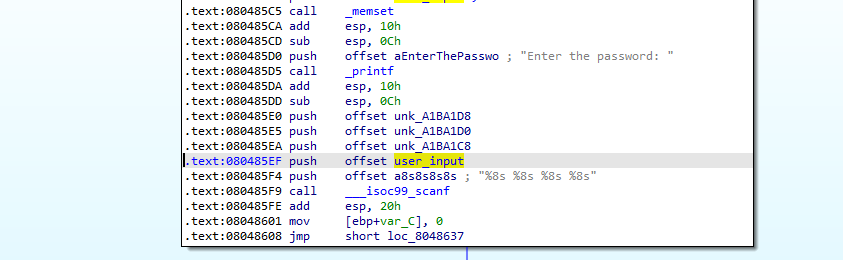 .text:080485C5 call _memset
.text:080485CA add esp, 10h
.text:080485CD sub esp, 0Ch
.text:080485D0 push offset aEnterThePasswo ; "Enter the password: "
.text:080485D5 call _printf
.text:080485DA add esp, 10h
.text:080485DD sub esp, 0Ch
.text:080485E0 push offset unk_A1BA1D8
.text:080485E5 push offset unk_A1BA1D0
.text:080485EA push offset unk_A1BA1C8
.text:080485EF push offset user_input
.text:080485F4 push offset a8s8s8s8s ; "%8s %8s %8s %8s"
.text:080485F9 call ___isoc99_scanf
.text:080485FE add esp, 20h
.text:08048601 mov [ebp+var_C], 0
.text:08048608 jmp short loc_8048637